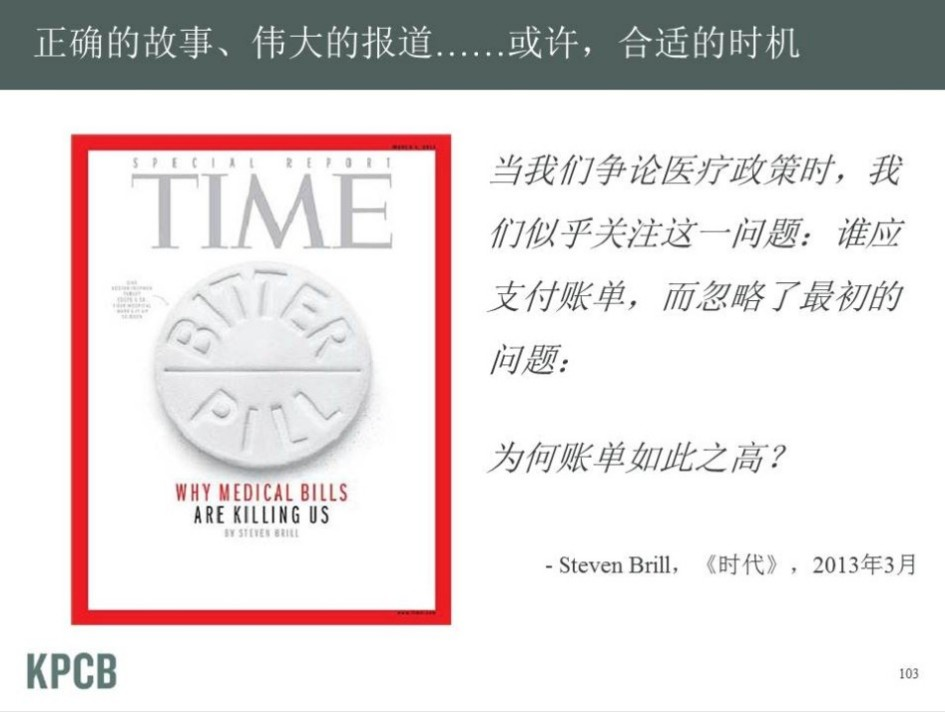 正确的故事、伟大的报道……或许，合适的时机
SPECIAL REPORT
TIME
BITTER
PILL
WHY MEDICAL BILLS
ARE KILLING US
BY STEVEN BRILL
当我们争论医疗政策时，我
们似乎关注这一问题：谁应
支付账单，而忽略了最初的
问题：
为何账单如此之高？
- Steven Brill，《时代》，2013年3月
KPCB
103